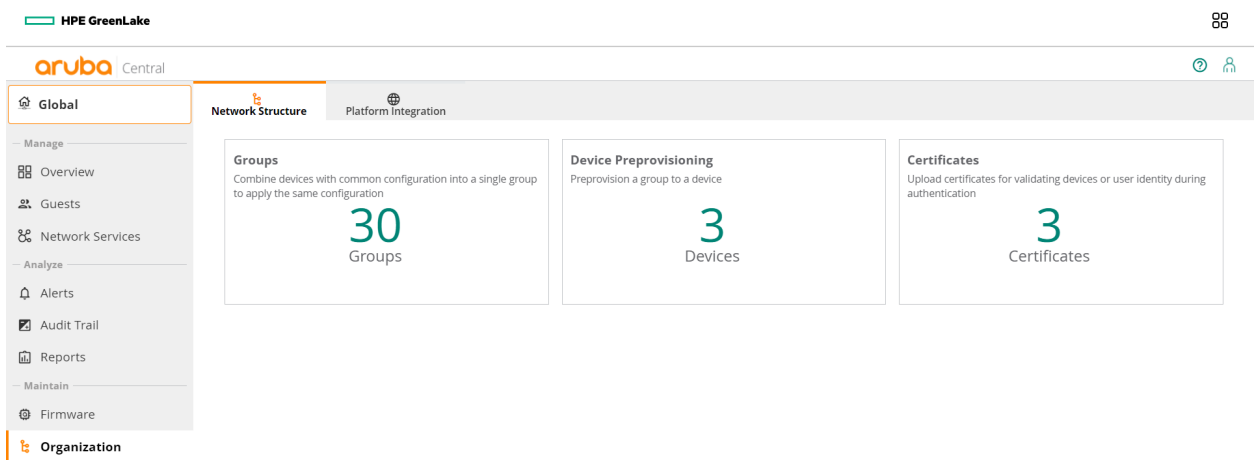 HPE GreenLake
aruba Central
Global
Network Structure
Platform Integration
Manage
Overview
Guests
Network Services
Analyze
Alerts
Audit Trail
Reports
Maintain
Firmware
Organization
Groups
Combine devices with common configuration into a single group
to apply the same configuration
30
Groups
Device Preprovisioning
Preprovision a group to a device
3
Devices
Certificates
Upload certificates for validating devices or user identity during
authentication
3
Certificates